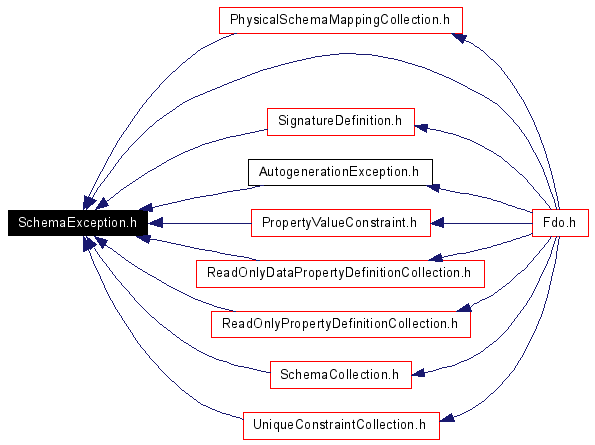 PhysicalSchemaMappingCollection.h
SignatureDefinition.h
AutogenerationException.h
SchemaException.h
PropertyValueConstraint.h
Fdo.h
ReadOnlyDataPropertyDefinitionCollection.h
ReadOnlyPropertyDefinitionCollection.h
SchemaCollection.h
UniqueConstraintCollection.h